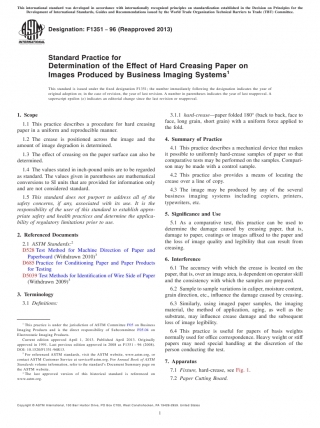 This international standard was developed in accordance with internationally recognized principles on standardization established in the Decision on Principles for the
Development of International Standards, Guides and Recommendations issued by the World Trade Organization Technical Barriers to Trade (TBT) Committee.
Designation: F1351 − 96 (Reapproved 2013)
Standard Practice for
Determination of the Effect of Hard Creasing Paper on
Images Produced by Business Imaging Systems¹
This standard is issued under the fixed designation F1351; the number immediately following the designation indicates the year of
original adoption or, in the case of revision, the year of last revision. A number in parentheses indicates the year of last reapproval. A
superscript epsilon (ε) indicates an editorial change since the last revision or reapproval.
1. Scope
1.1 This practice describes a procedure for hard creasing
paper in a uniform and reproducible manner.
1.2 The crease is positioned across the image and the
amount of image degradation is determined.
1.3 The effect of creasing on the paper surface can also be
determined.
1.4 The values stated in inch-pound units are to be regarded
as standard. The values given in parentheses are mathematical
conversions to SI units that are provided for information only
and are not considered standard.
1.5 This standard does not purport to address all of the
safety concerns, if any, associated with its use. It is the
responsibility of the user of this standard to establish appro-
priate safety and health practices and determine the applica-
bility of regulatory limitations prior to use.
2. Referenced Documents
2.1 ASTM Standards:²
D528 Test Method for Machine Direction of Paper and
Paperboard (Withdrawn 2010)³
D685 Practice for Conditioning Paper and Paper Products
for Testing
D5039 Test Methods for Identification of Wire Side of Paper
(Withdrawn 2009)³
3. Terminology
3.1 Definitions:
¹ This practice is under the jurisdiction of ASTM Committee F05 on Business
Imaging Products and is the direct responsibility of Subcommittee
Electrostatic Imaging Products.
Current edition approved April 1, 2013. Published April 2013. Originally
approved in 1991. Last previous edition approved in 2008 as F1351 – 96 (2008).
² For referenced ASTM standards, visit the ASTM website, www.astm.org, or
contact ASTM Customer Service at service@astm.org. For Annual Book of ASTM
Standards volume information, refer to the standard's Document Summary page on
the ASTM website.
³ The last approved version of this historical standard is referenced on
www.astm.org.
3.1.1 hard crease—paper folded 180° (back to back, face to
face, long grain, short grain) with a uniform force applied to
the fold.
4. Summary of Practice
4.1 This practice describes a mechanical device that makes
it possible to uniformly hard-crease samples of paper so that
comparative tests may be performed on the samples. Compari-
son may be made with a control sample.
4.2 This practice also provides a means of locating the
crease over a line of copy.
4.3 The image may be produced by any of the several
business imaging systems including copiers, printers,
typewriters, etc.
5. Significance and Use
5.1 As a comparative test, this practice can be used to
determine the damage caused by creasing paper, that is,
damage to paper, coatings or images affixed to the paper and
the loss of image quality and legibility that can result from
creasing.
6. Interference
6.1 The accuracy with which the crease is located on the
paper, that is, over an image area, is dependent on operator skill
and the consistency with which the samples are prepared.
6.2 Sample to sample variations in caliper, moisture content,
grain direction, etc., influence the damage caused by creasing.
6.3 Similarly, using imaged paper samples, the imaging
material, the method of application, aging, as well as the
substrate, may influence crease damage and the subsequent
loss of image legibility.
6.4 This practice is useful for papers of basis weights
normally used for office correspondence. Heavy weight or stiff
papers may need special handling at the discretion of the
person conducting the test.
7. Apparatus
7.1 Fixture, hard-crease, see Fig. 1.
7.2 Paper Cutting Board.
Copyright © ASTM International, 100 Barr Harbor Drive, PO Box C700, West Conshohocken, PA 19428-2959. United States
1